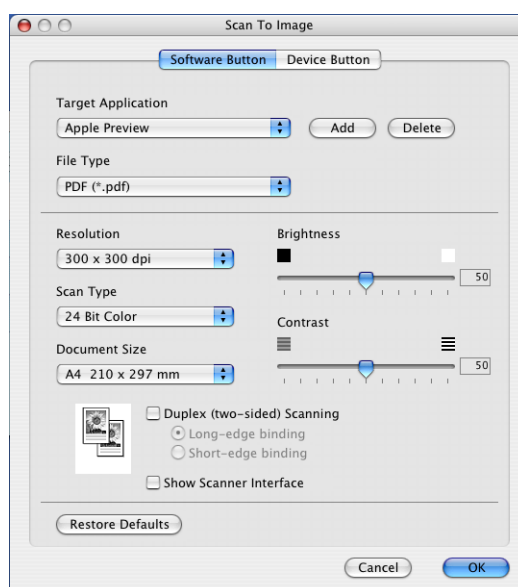 Scan To Image
Software Button Device Button
Target Application
Apple Preview Add Delete
File Type
PDF (*.pdf)
Resolution Brightness
300 x 300 dpi
50
Scan Type
24 Bit Color
Contrast
Document Size
A4 210 x 297 mm 50
Duplex (two-sided) Scanning
Long-edge binding
Short-edge binding
Show Scanner Interface
Restore Defaults
Cancel OK